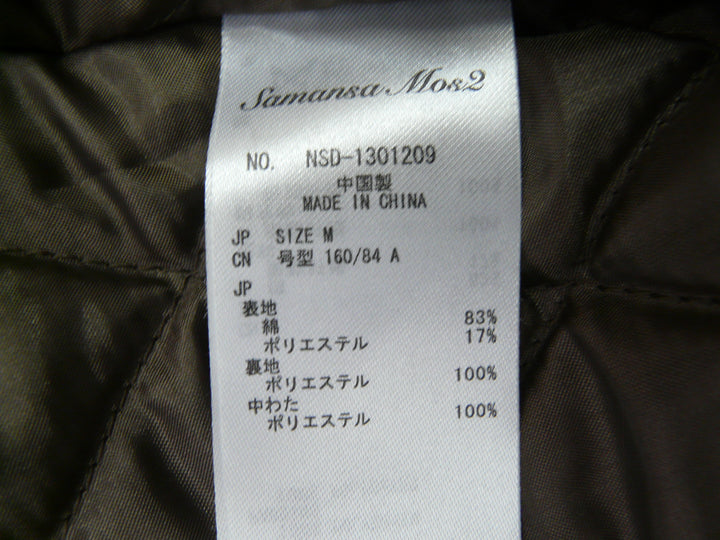 Samansa Mos2
NO. NSD-1301209
中国製
MADE IN CHINA
JP SIZE M
CN 号型 160/84 A
JP
表地
綿 83%
ポリエステル 17%
裏地
ポリエステル 100%
中わた
ポリエステル 100%